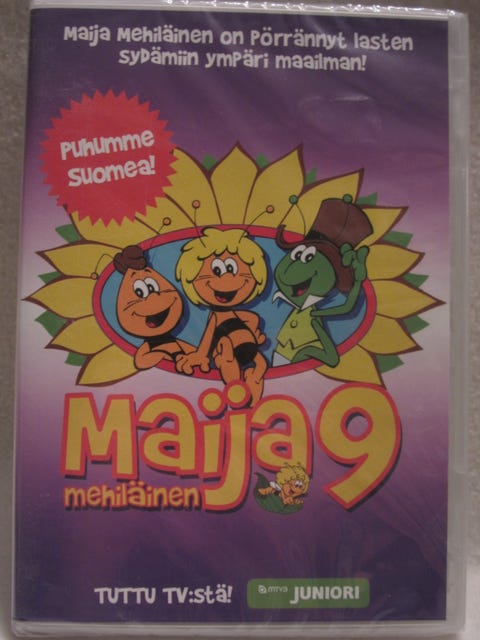 Maija Mehiläinen on pörrännyt lasten
sydämiin ympäri maailman!
Puhumme
Suomea!
Maija 9
mehiläinen
TUTTU TV:stä!
mtv3 JUNIORI